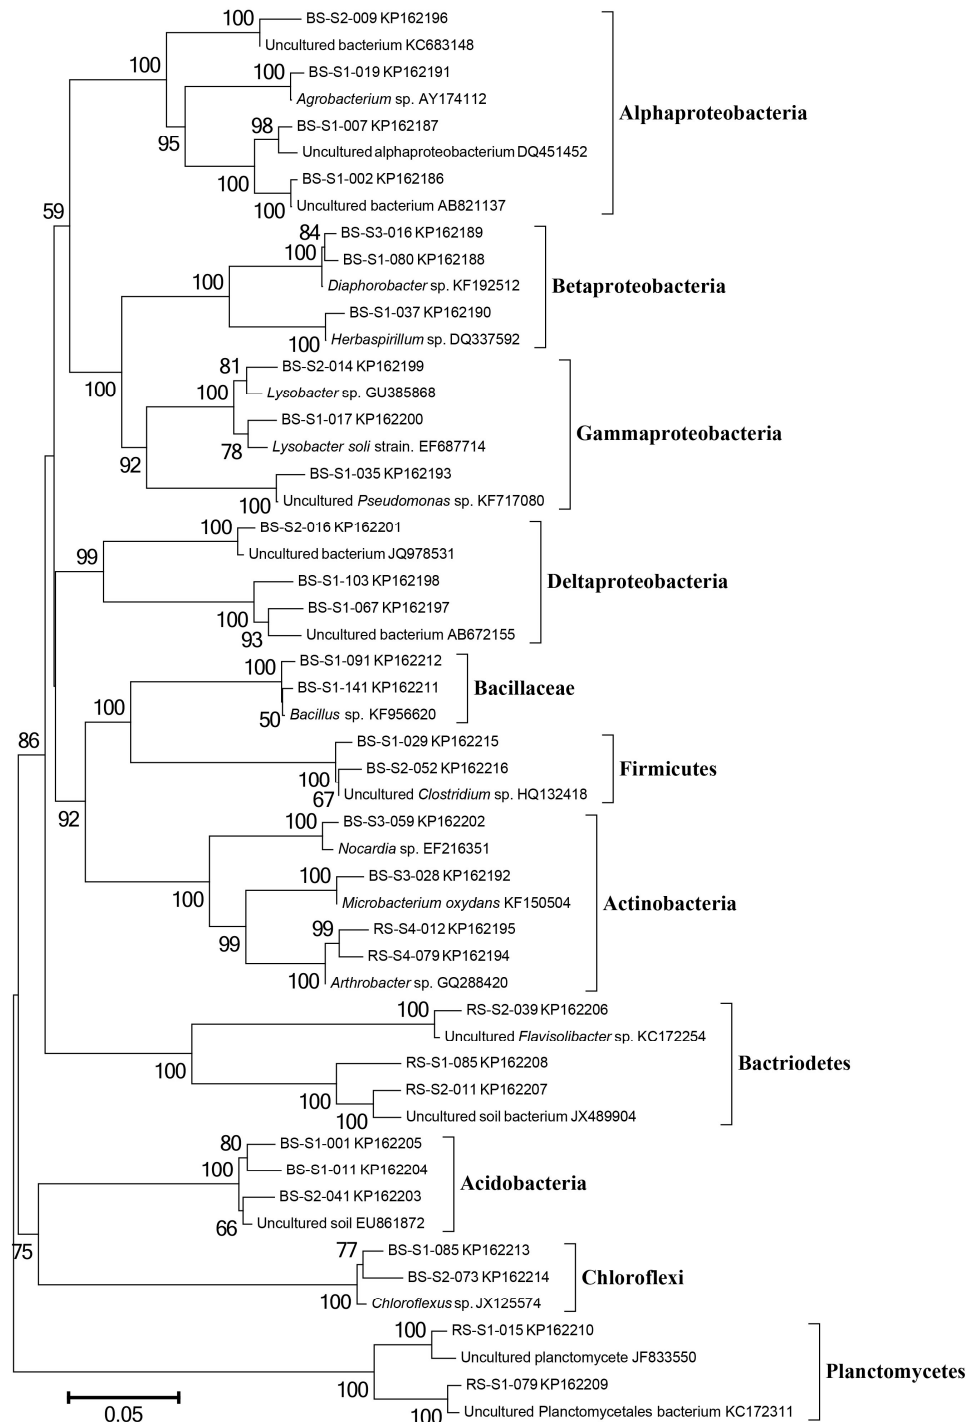 100 BS-S2-009 KP162196
Uncultured bacterium KC683148
100
100 BS-S1-019 KP162191
Agrobacterium sp. AY174112
Alphaproteobacteria
98 BS-S1-007 KP162187
95
Uncultured alphaproteobacterium DQ451452
BS-S1-002 KP162186
100
100 Uncultured bacterium AB821137
59
84 BS-S3-016 KP162189
100 BS-S1-080 KP162188
100
Diaphorobacter sp. KF192512
Betaproteobacteria
BS-S1-037 KP162190
100 Herbaspirillum sp. DQ337592
81 BS-S2-014 KP162199
100
100 Lysobacter sp. GU385868
BS-S1-017 KP162200
Gammaproteobacteria
78 Lysobacter soli strain. EF687714
92
BS-S1-035 KP162193
100 Uncultured Pseudomonas sp. KF717080
100 BS-S2-016 KP162201
99 Uncultured bacterium JQ978531
BS-S1-103 KP162198
Deltaproteobacteria
BS-S1-067 KP162197
100
93 Uncultured bacterium AB672155
100 BS-S1-091 KP162212
BS-S1-141 KP162211
Bacillaceae
100
50 Bacillus sp. KF956620
86
BS-S1-029 KP162215
BS-S2-052 KP162216
Firmicutes
100
67 Uncultured Clostridium sp. HQ132418
92
100 BS-S3-059 KP162202
Nocardia sp. EF216351
100 BS-S3-028 KP162192
100
Microbacterium oxydans KF150504
Actinobacteria
99 RS-S4-012 KP162195
99
RS-S4-079 KP162194
100 Arthrobacter sp. GQ288420
100 RS-S2-039 KP162206
Uncultured Flavisolibacter sp. KC172254
100
RS-S1-085 KP162208
Bactriodetes
RS-S2-011 KP162207
100
100 Uncultured soil bacterium JX489904
80 BS-S1-001 KP162205
100 BS-S1-011 KP162204
Acidobacteria
BS-S2-041 KP162203
66 Uncultured soil EU861872
75
77 BS-S1-085 KP162213
BS-S2-073 KP162214
Chloroflexi
100 Chloroflexus sp. JX125574
100 RS-S1-015 KP162210
Uncultured planctomycete JF833550
Planctomycetes
100
RS-S1-079 KP162209
100 Uncultured Planctomycetales bacterium KC172311
0.05